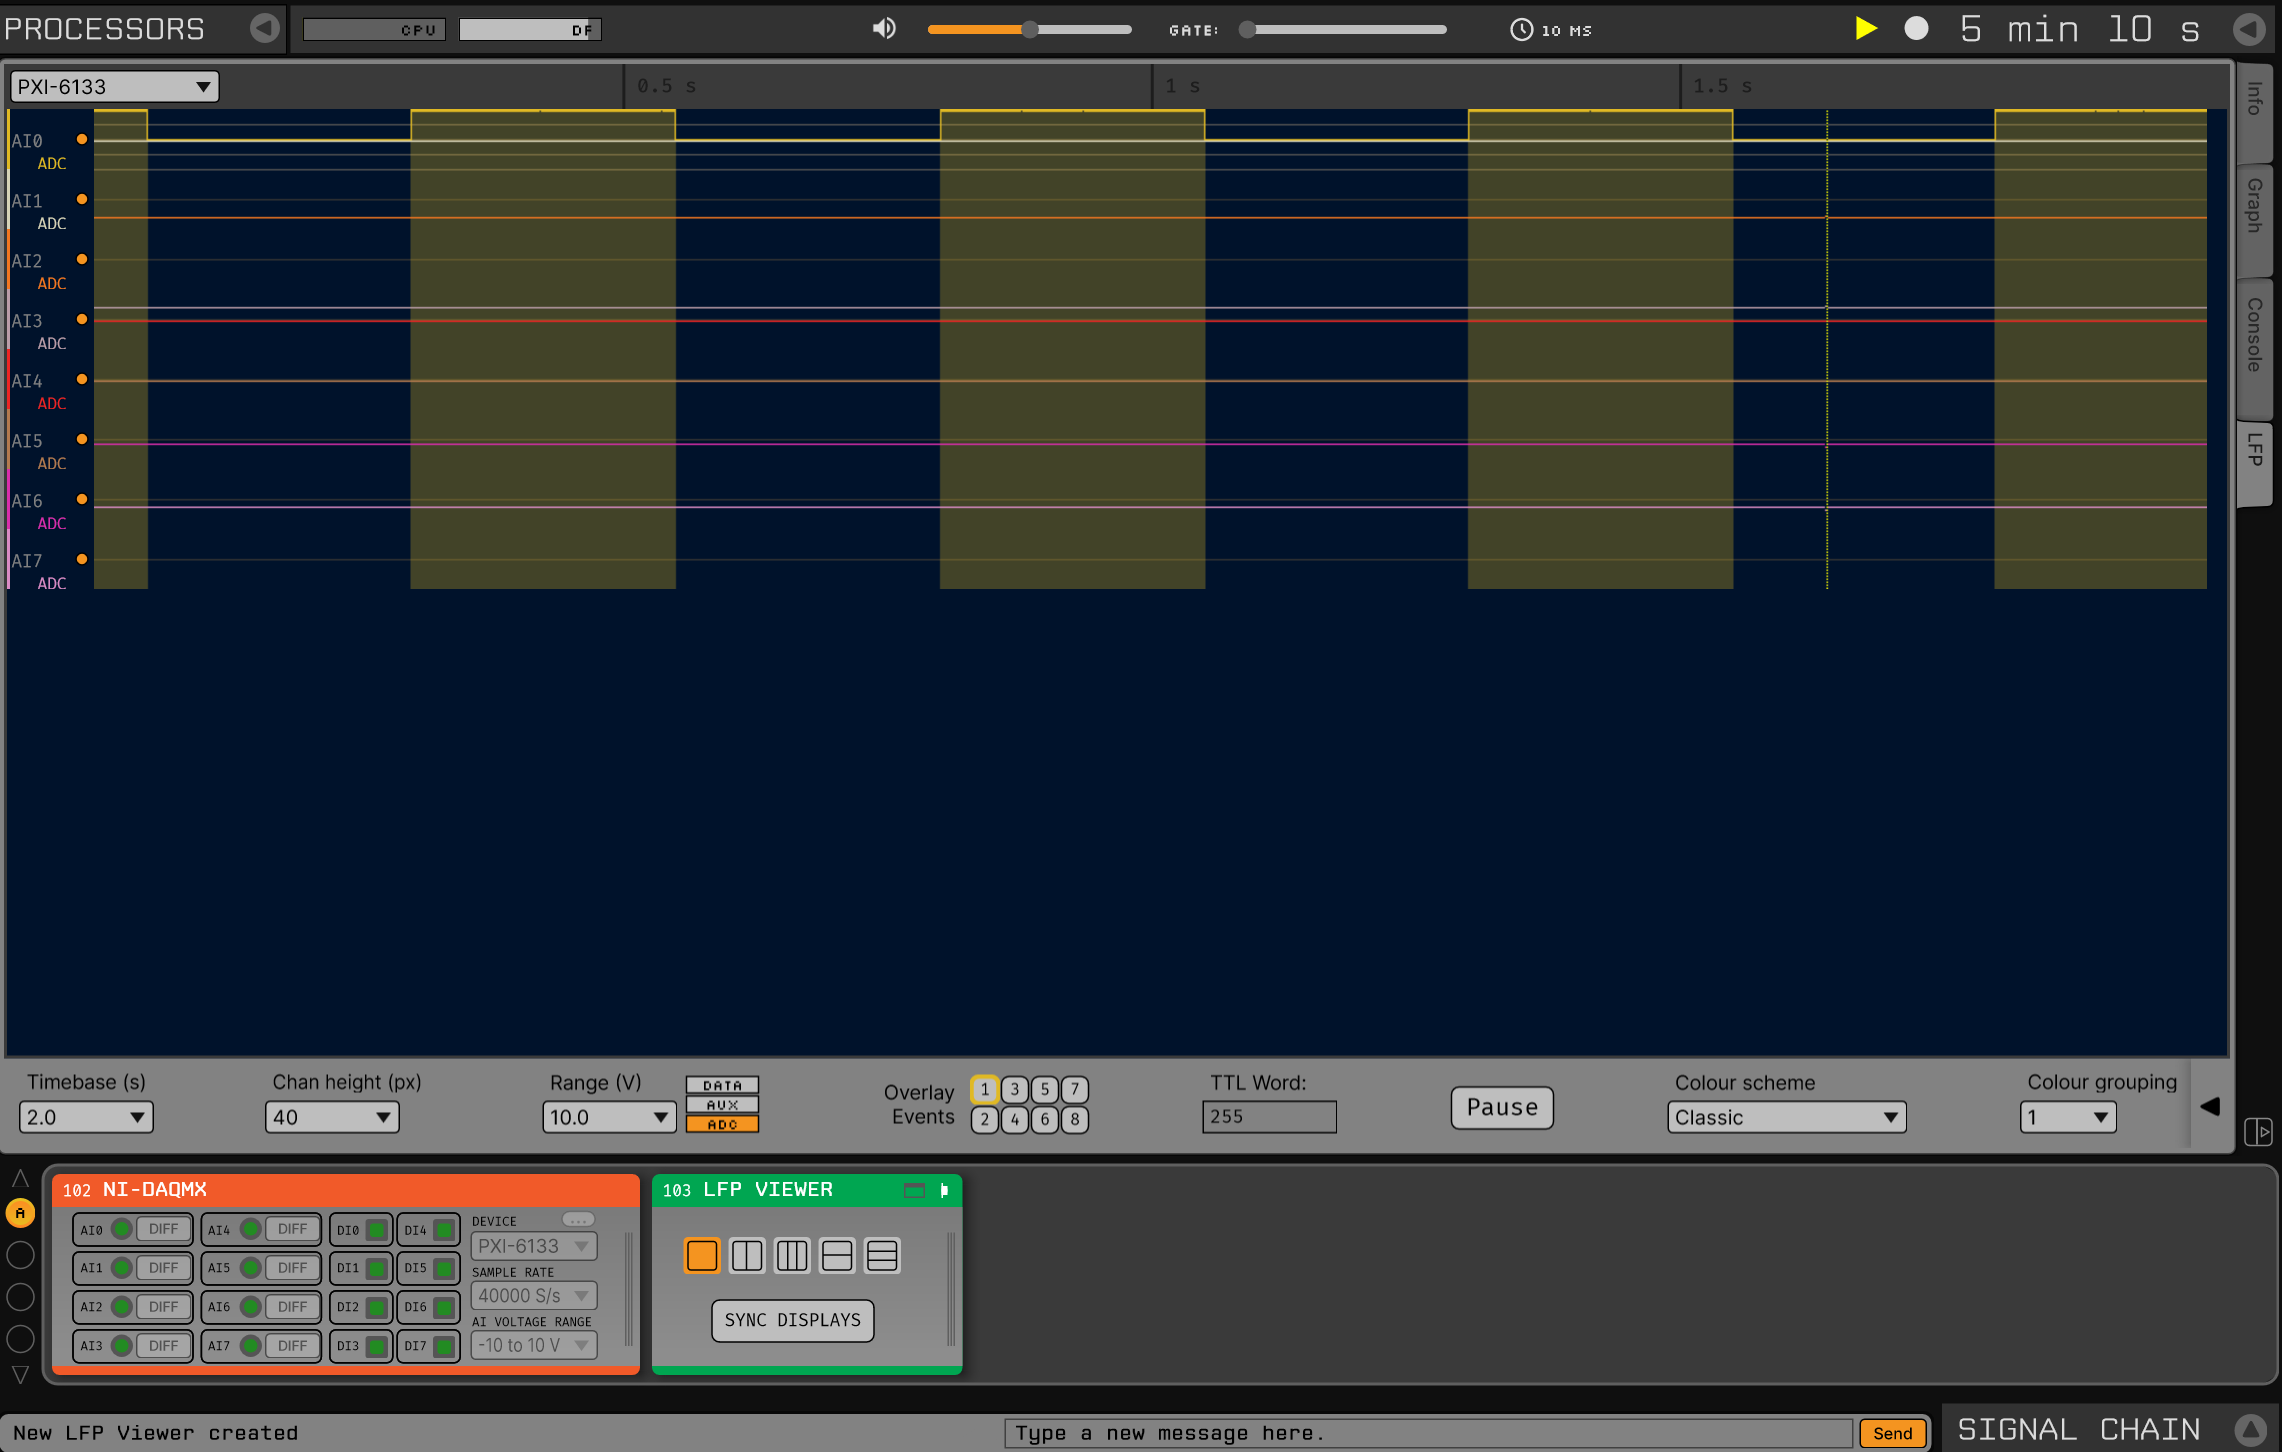 PROCESSORS
CPU
DF
GATE:
10 MS
5 min 10 s
PXI-6133
0.5 s
1 s
1.5 s
AI0
ADC
AI1
ADC
AI2
ADC
AI3
ADC
AI4
ADC
AI5
ADC
AI6
ADC
AI7
ADC
Info
Graph
Console
LFP
Timebase (s)
2.0
Chan height (px)
40
Range (V)
10.0
DATA
AUX
ADC
Overlay
Events
1 3 5 7
2 4 6 8
TTL Word:
255
Pause
Colour scheme
Classic
Colour grouping
1
A
102 NI-DAQMX
AI0 DIFF AI4 DIFF DI0 DI4
AI1 DIFF AI5 DIFF DI1 DI5
AI2 DIFF AI6 DIFF DI2 DI6
AI3 DIFF AI7 DIFF DI3 DI7
DEVICE
...
PXI-6133
SAMPLE RATE
40000 S/s
AI VOLTAGE RANGE
-10 to 10 V
103 LFP VIEWER
SYNC DISPLAYS
New LFP Viewer created
Type a new message here.
Send
SIGNAL CHAIN